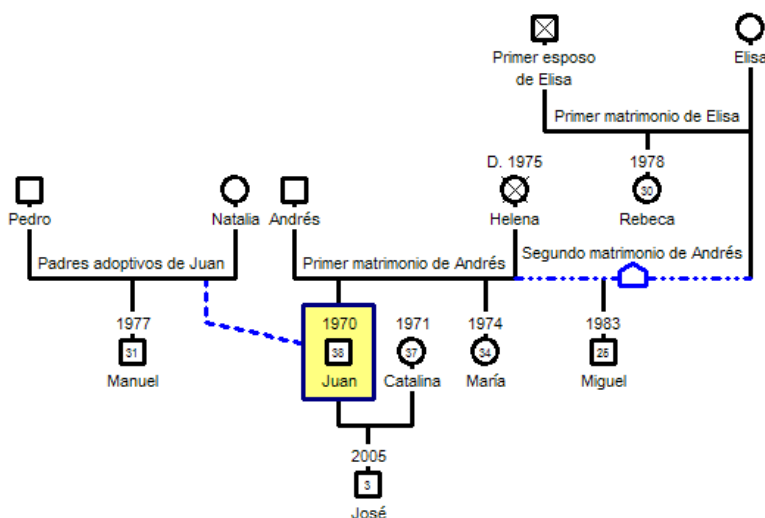 Primer esposo
de Elisa
Elisa
Primer matrimonio de Elisa
D. 1975
1978
30
Pedro
Natalia
Andrés
Helena
Rebeca
Segundo matrimonio de Andrés
Padres adoptivos de Juan
Primer matrimonio de Andrés
1977
1970
1971
1974
1983
31
38
37
34
25
Manuel
Juan
Catalina
María
Miguel
2005
3
José